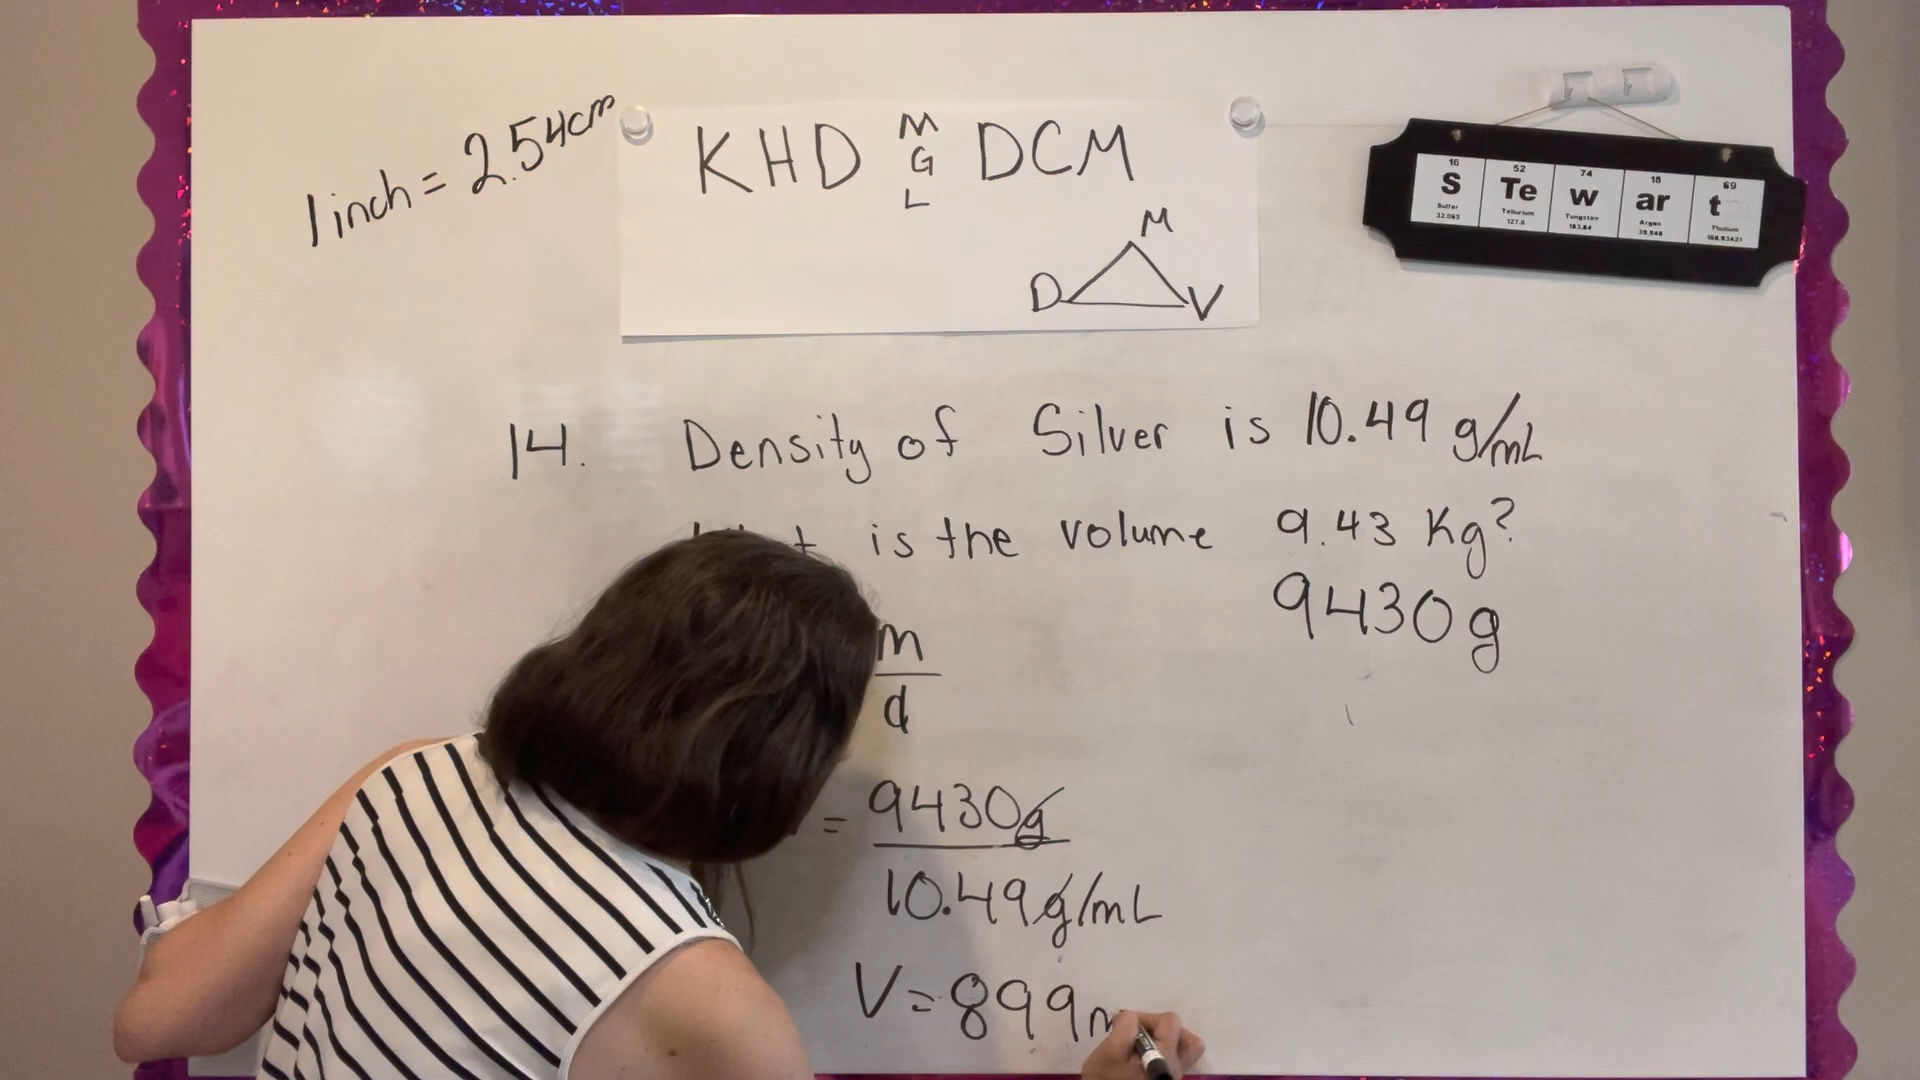 1 inch = 2.54cm
KHD M G L DCM
M
D V
16 52 74 18 69
S Te W ar t
Sulfer Tellurium Tungsten Argon Thulium
32.065 127.6 183.84 39.948 168.93421
14. Density of Silver is 10.49 g/mL
is the volume 9.43 Kg?
9430g
m
d
= 9430g
10.49g/mL
V=899m